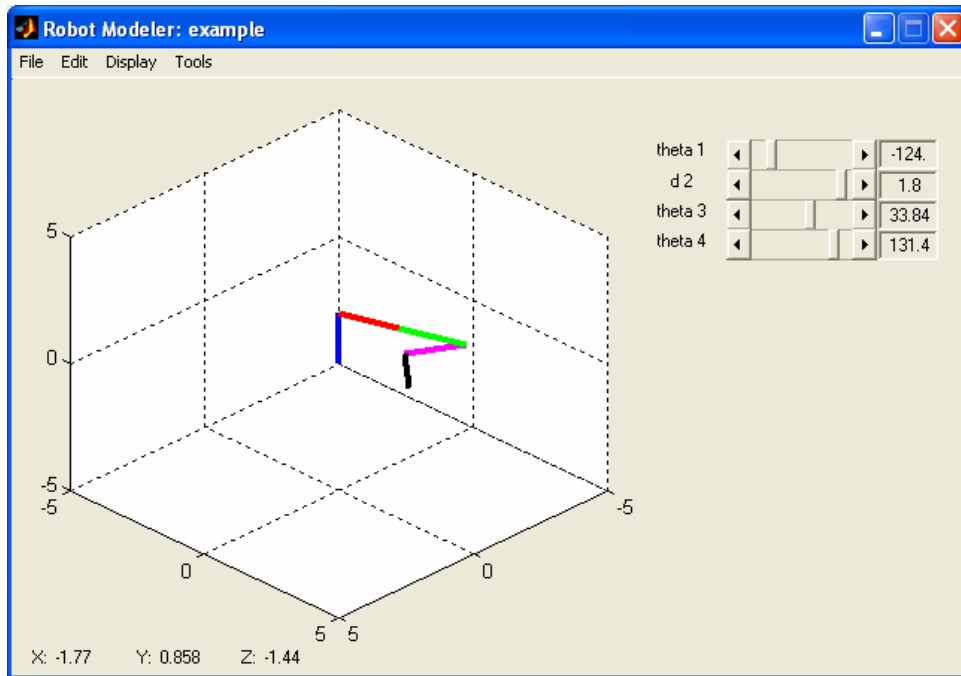 Robot Modeler: example
File Edit Display Tools
theta 1 -124.
d 2 1.8
theta 3 33.84
theta 4 131.4
5
0
-5
-5
0
5
5
0
-5
X: -1.77 Y: 0.858 Z: -1.44